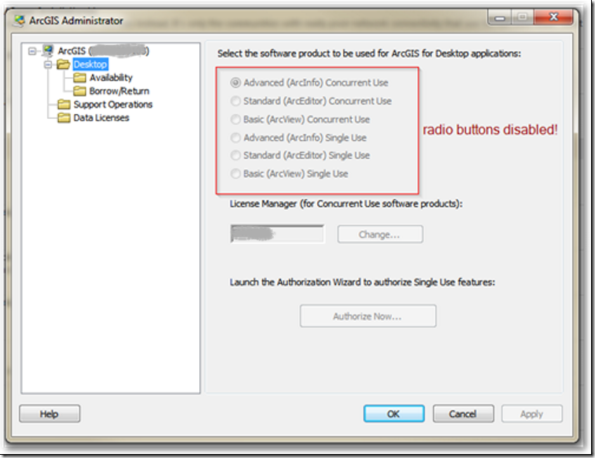 ArcGIS Administrator
ArcGIS (
Desktop
Availability
Borrow/Return
Support Operations
Data Licenses
Select the software product to be used for ArcGIS for Desktop applications:
Advanced (ArcInfo) Concurrent Use
Standard (ArcEditor) Concurrent Use
Basic (ArcView) Concurrent Use
Advanced (ArcInfo) Single Use
Standard (ArcEditor) Single Use
Basic (ArcView) Single Use
radio buttons disabled!
License Manager (for Concurrent Use software products):
Change...
Launch the Authorization Wizard to authorize Single Use features:
Authorize Now...
Help
OK
Cancel
Apply